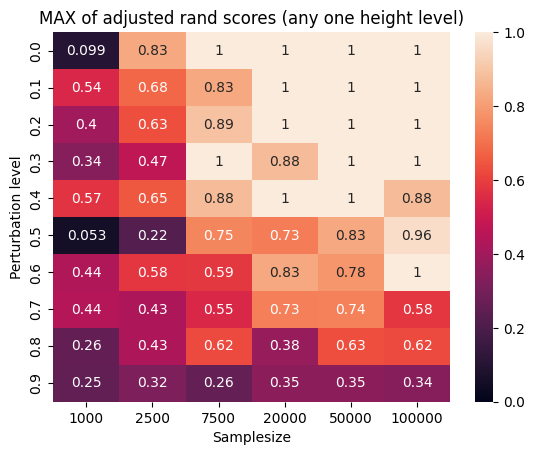 MAX of adjusted rand scores (any one height level)
0.0 0.099 0.83 1 1 1 1
0.1 0.54 0.68 0.83 1 1 1
0.2 0.4 0.63 0.89 1 1 1
0.3 0.34 0.47 1 0.88 1 1
0.4 0.57 0.65 0.88 1 1 0.88
0.5 0.053 0.22 0.75 0.73 0.83 0.96
0.6 0.44 0.58 0.59 0.83 0.78 1
0.7 0.44 0.43 0.55 0.73 0.74 0.58
0.8 0.26 0.43 0.62 0.38 0.63 0.62
0.9 0.25 0.32 0.26 0.35 0.35 0.34
1000 2500 7500 20000 50000 100000
Samplesize
Perturbation level
1.0
0.8
0.6
0.4
0.2
0.0